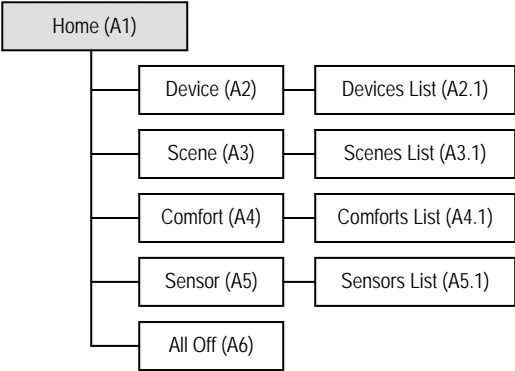 Home (A1)
Device (A2)
Devices List (A2.1)
Scene (A3)
Scenes List (A3.1)
Comfort (A4)
Comforts List (A4.1)
Sensor (A5)
Sensors List (A5.1)
All Off (A6)